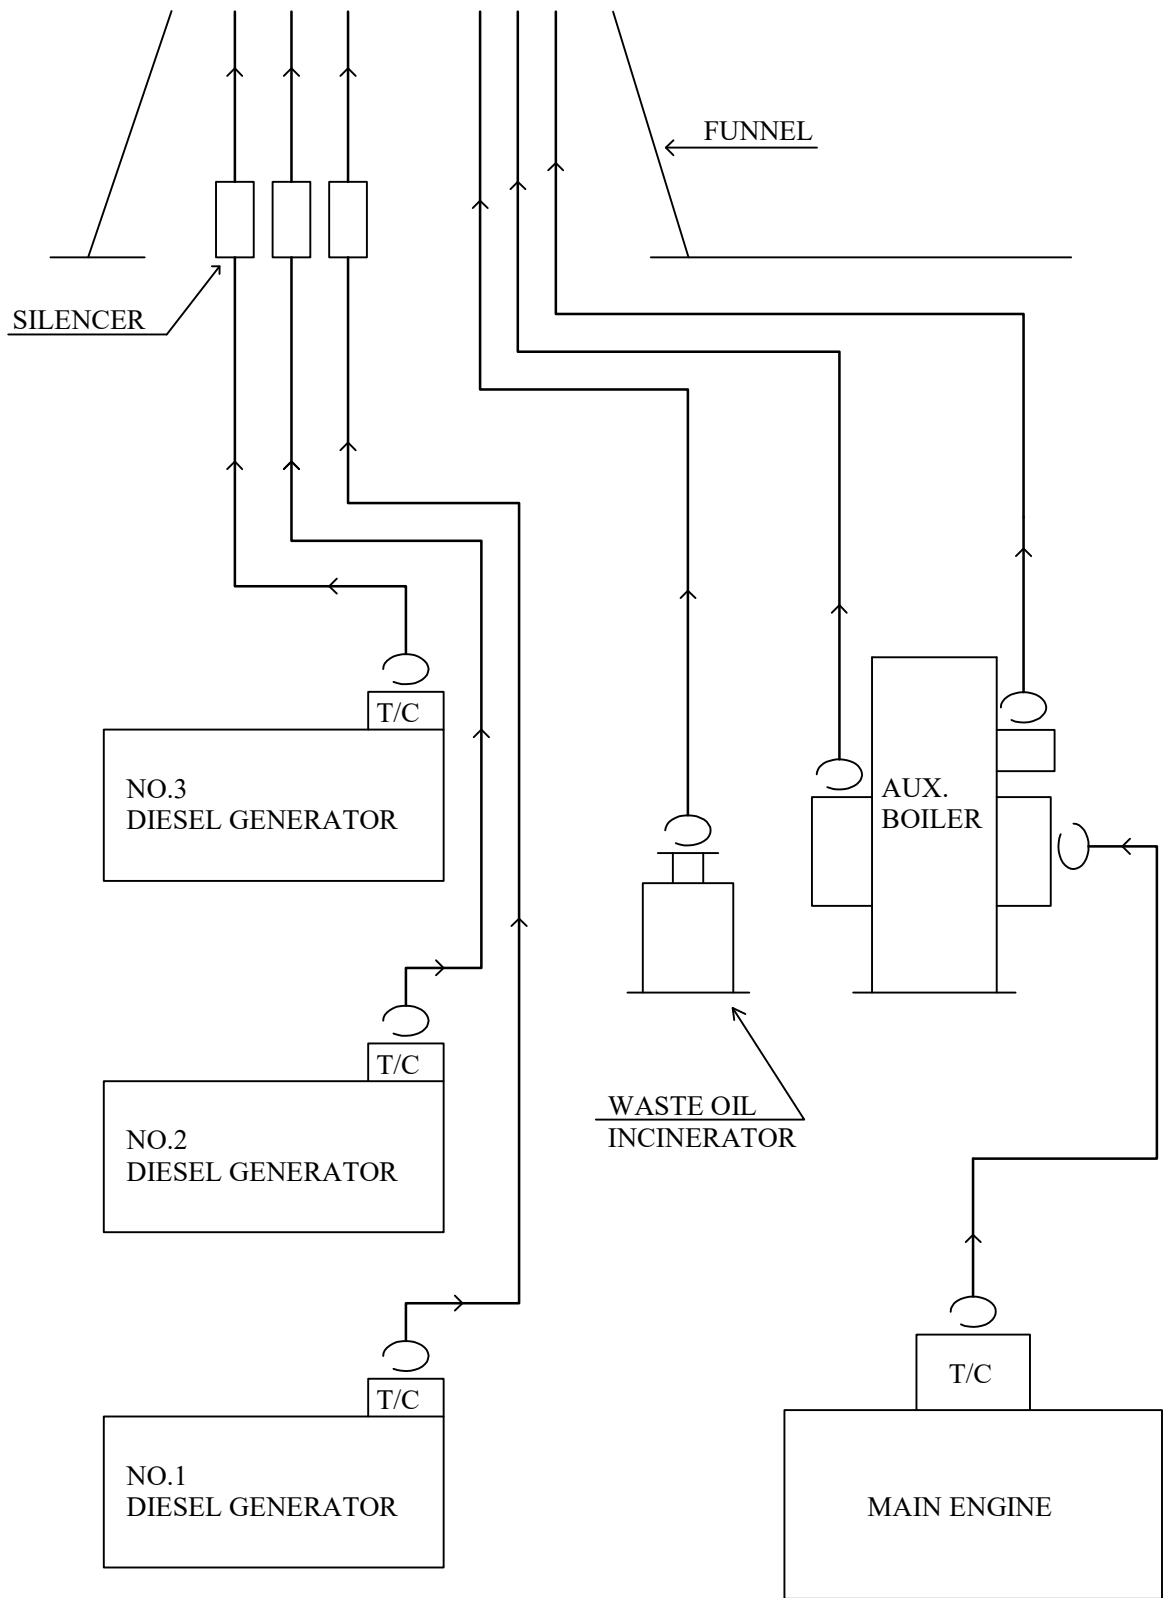 FUNNEL
SILENCER
T/C
NO.3
DIESEL GENERATOR
AUX.
BOILER
T/C
WASTE OIL
INCINERATOR
NO.2
DIESEL GENERATOR
T/C
T/C
NO.1
DIESEL GENERATOR
MAIN ENGINE